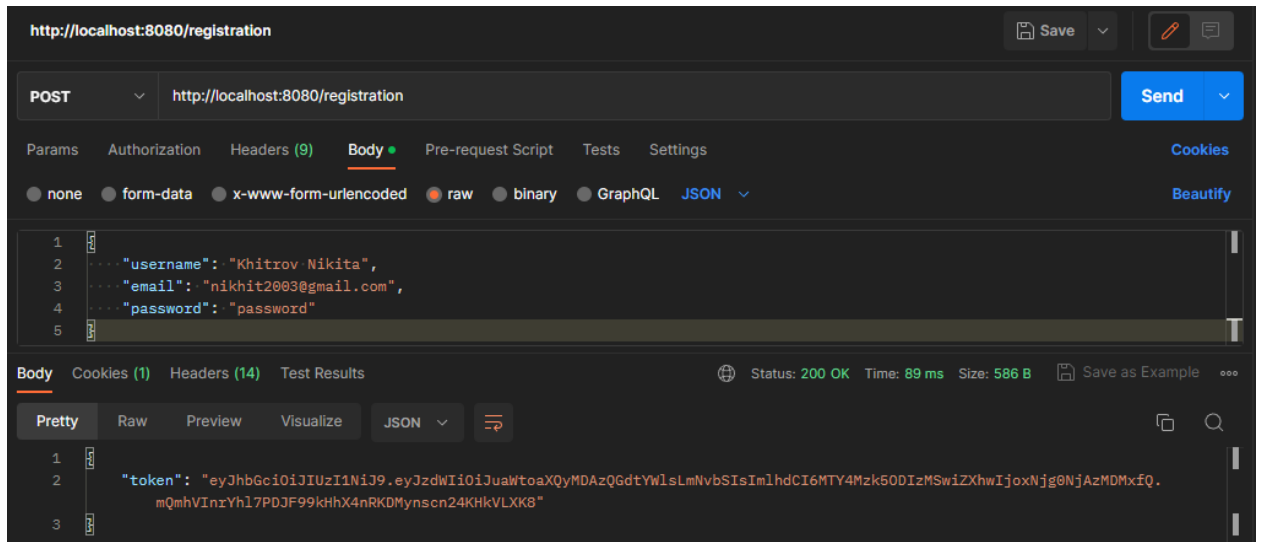 http://localhost:8080/registration
Save
POST
http://localhost:8080/registration
Send
Params Authorization Headers (9) Body Pre-request Script Tests Settings Cookies
none form-data x-www-form-urlencoded raw binary GraphQL JSON Beautify
1 {
2 "username": "Khitrov Nikita",
3 "email": "nikhit2003@gmail.com",
4 "password": "password"
5 }
Body Cookies (1) Headers (14) Test Results Status: 200 OK Time: 89 ms Size: 586 B Save as Example
Pretty Raw Preview Visualize JSON
1 {
2 "token": "eyJhbGciOiJIUzI1NiJ9.eyJzdWIiOiJuaWtoaXQyMDAzQGdtYWlsLmNvbSIsImlhdCI6MTY4Mzk5ODIzMSwiZXhwIjoxNjg0NjAzMDMxfQ.
mQmhVInrYhl7PDJF99kHhX4nRKDMynscn24KHkVLXK8"
3 }